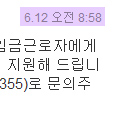 6.12 오전 8:58
임금근로자에게
지원해 드립니
355)로 문의주